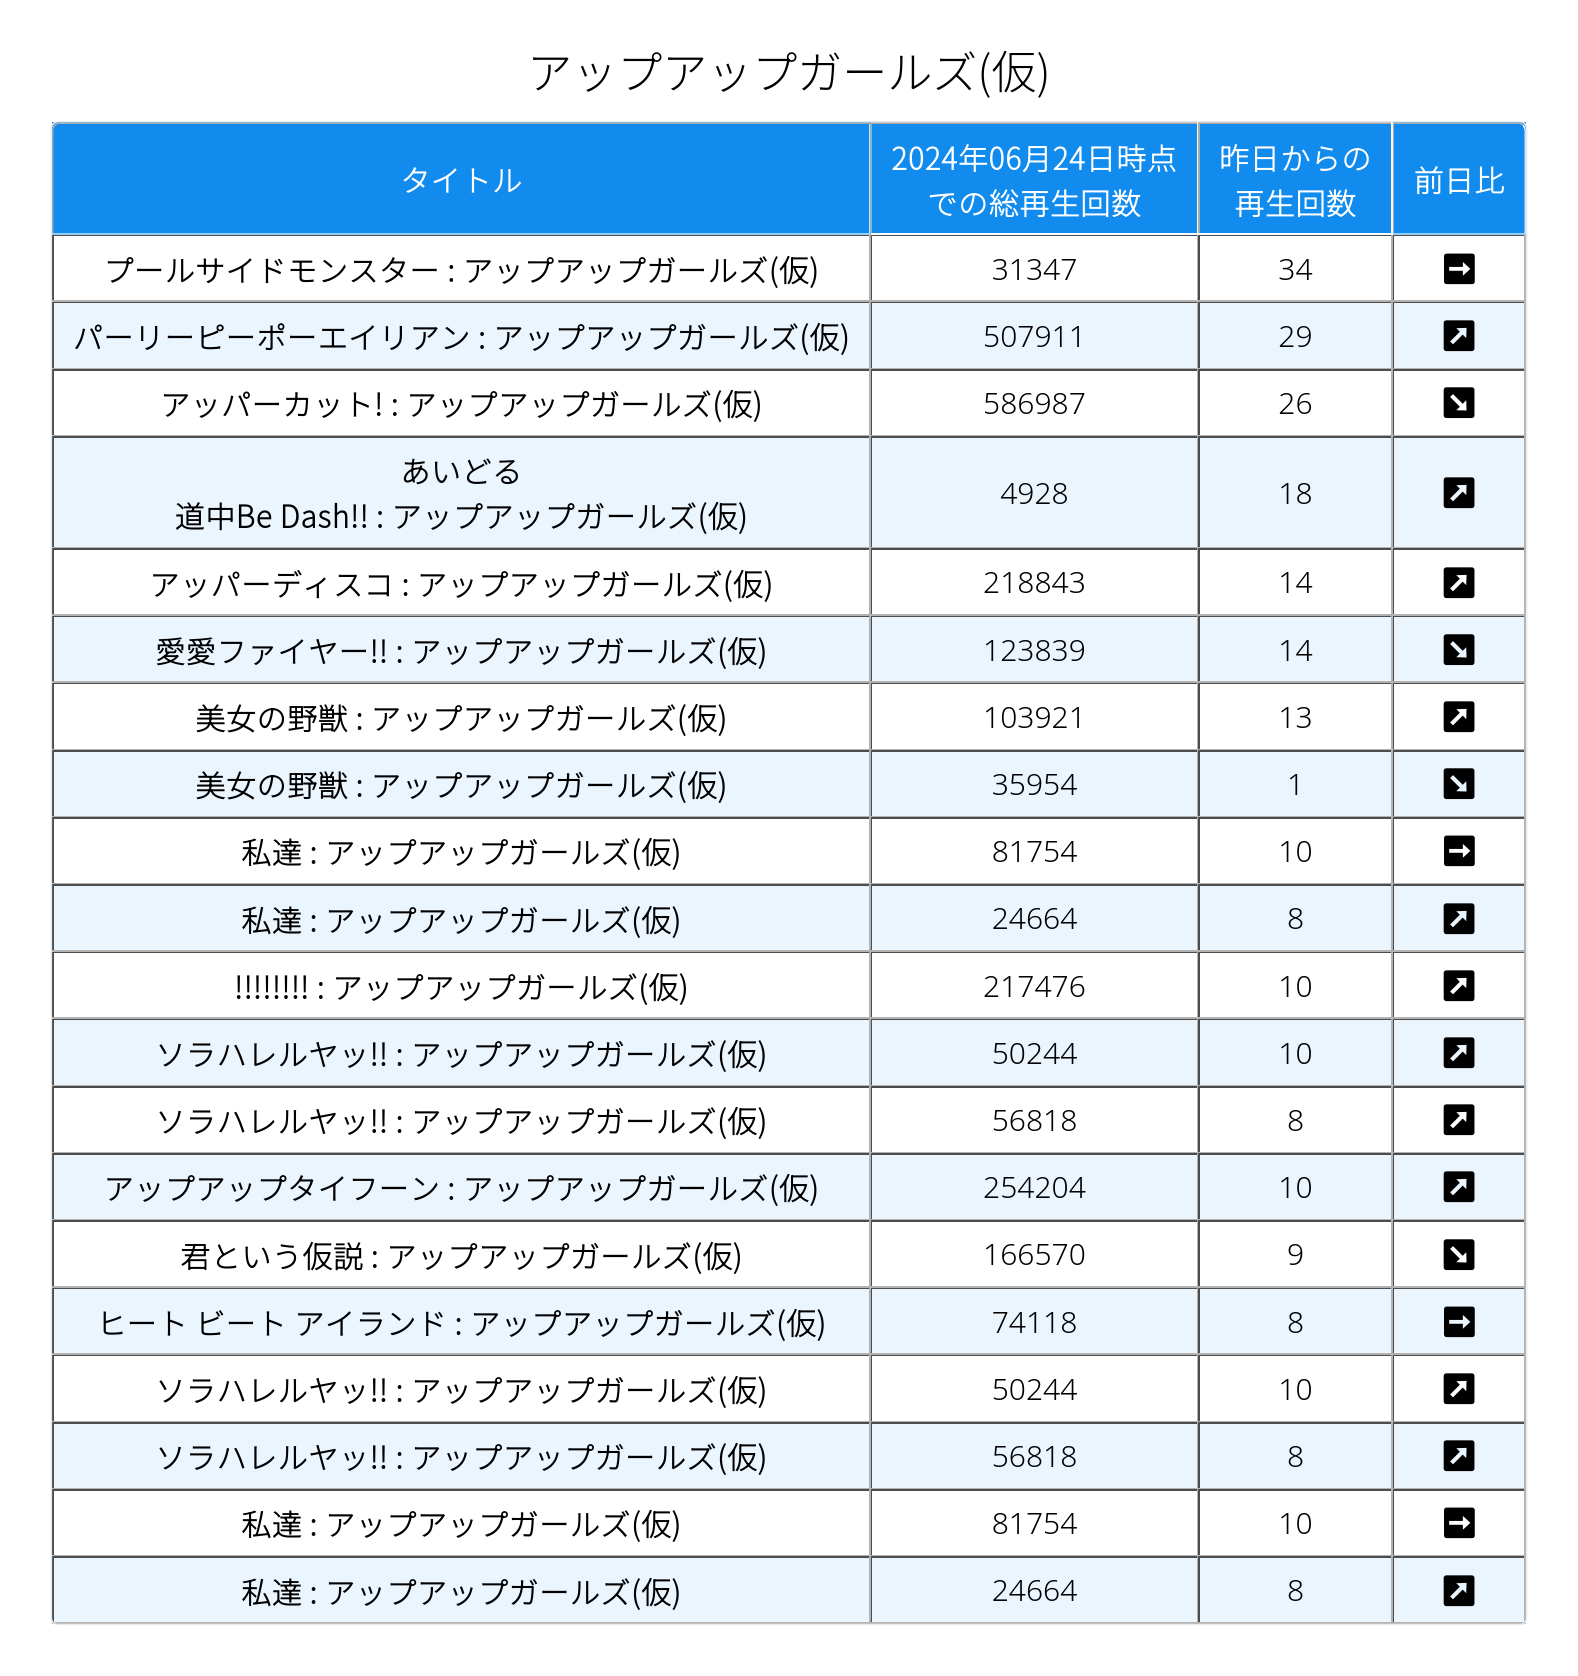 アップアップガールズ(仮)
タイトル 2024年06月24日時点での総再生回数 昨日からの再生回数 前日比
プールサイドモンスター : アップアップガールズ(仮) 31347 34 ➡
パーリーピーポーエイリアン : アップアップガールズ(仮) 507911 29 ↗
アッパーカット! : アップアップガールズ(仮) 586987 26 ↘
あいどる
道中Be Dash!! : アップアップガールズ(仮) 4928 18 ↗
アッパーディスコ : アップアップガールズ(仮) 218843 14 ↗
愛愛ファイヤー!! : アップアップガールズ(仮) 123839 14 ↘
美女の野獣 : アップアップガールズ(仮) 103921 13 ↗
美女の野獣 : アップアップガールズ(仮) 35954 1 ↘
私達 : アップアップガールズ(仮) 81754 10 ➡
私達 : アップアップガールズ(仮) 24664 8 ↗
!!!!!!!! : アップアップガールズ(仮) 217476 10 ↗
ソラハレルヤッ!! : アップアップガールズ(仮) 50244 10 ↗
ソラハレルヤッ!! : アップアップガールズ(仮) 56818 8 ↗
アップアップタイフーン : アップアップガールズ(仮) 254204 10 ↗
君という仮説 : アップアップガールズ(仮) 166570 9 ↘
ヒート ビート アイランド : アップアップガールズ(仮) 74118 8 ➡
ソラハレルヤッ!! : アップアップガールズ(仮) 50244 10 ↗
ソラハレルヤッ!! : アップアップガールズ(仮) 56818 8 ↗
私達 : アップアップガールズ(仮) 81754 10 ➡
私達 : アップアップガールズ(仮) 24664 8 ↗